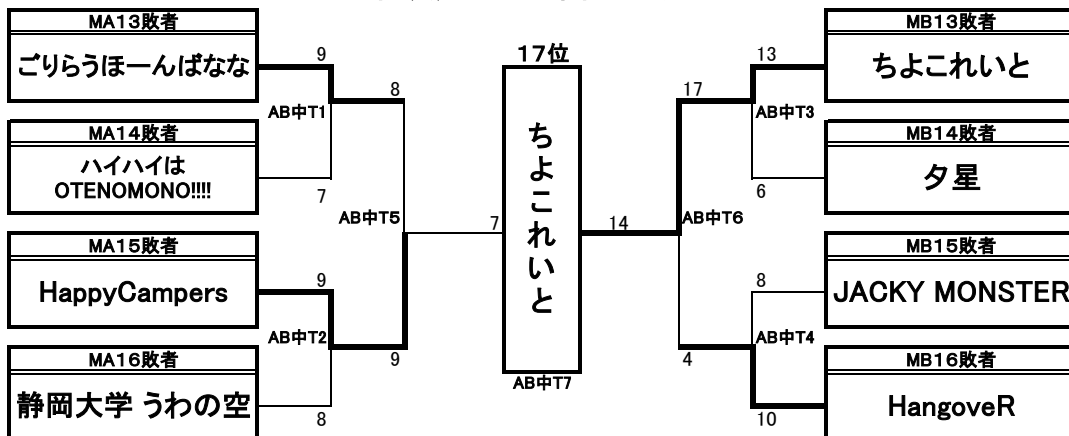 MA13敗者
ごりらうほーんばなな
MA14敗者
ハイハイは
OTENOMONO!!!!
MA15敗者
HappyCampers
MA16敗者
静岡大学 うわの空
9
AB中T1
7
8
AB中T5
9
AB中T2
8
9
7
17位
ちよこれいと
AB中T7
14
17
AB中T6
4
13
AB中T3
6
8
AB中T4
10
MB13敗者
ちよこれいと
MB14敗者
夕星
MB15敗者
JACKY MONSTER
MB16敗者
HangoveR